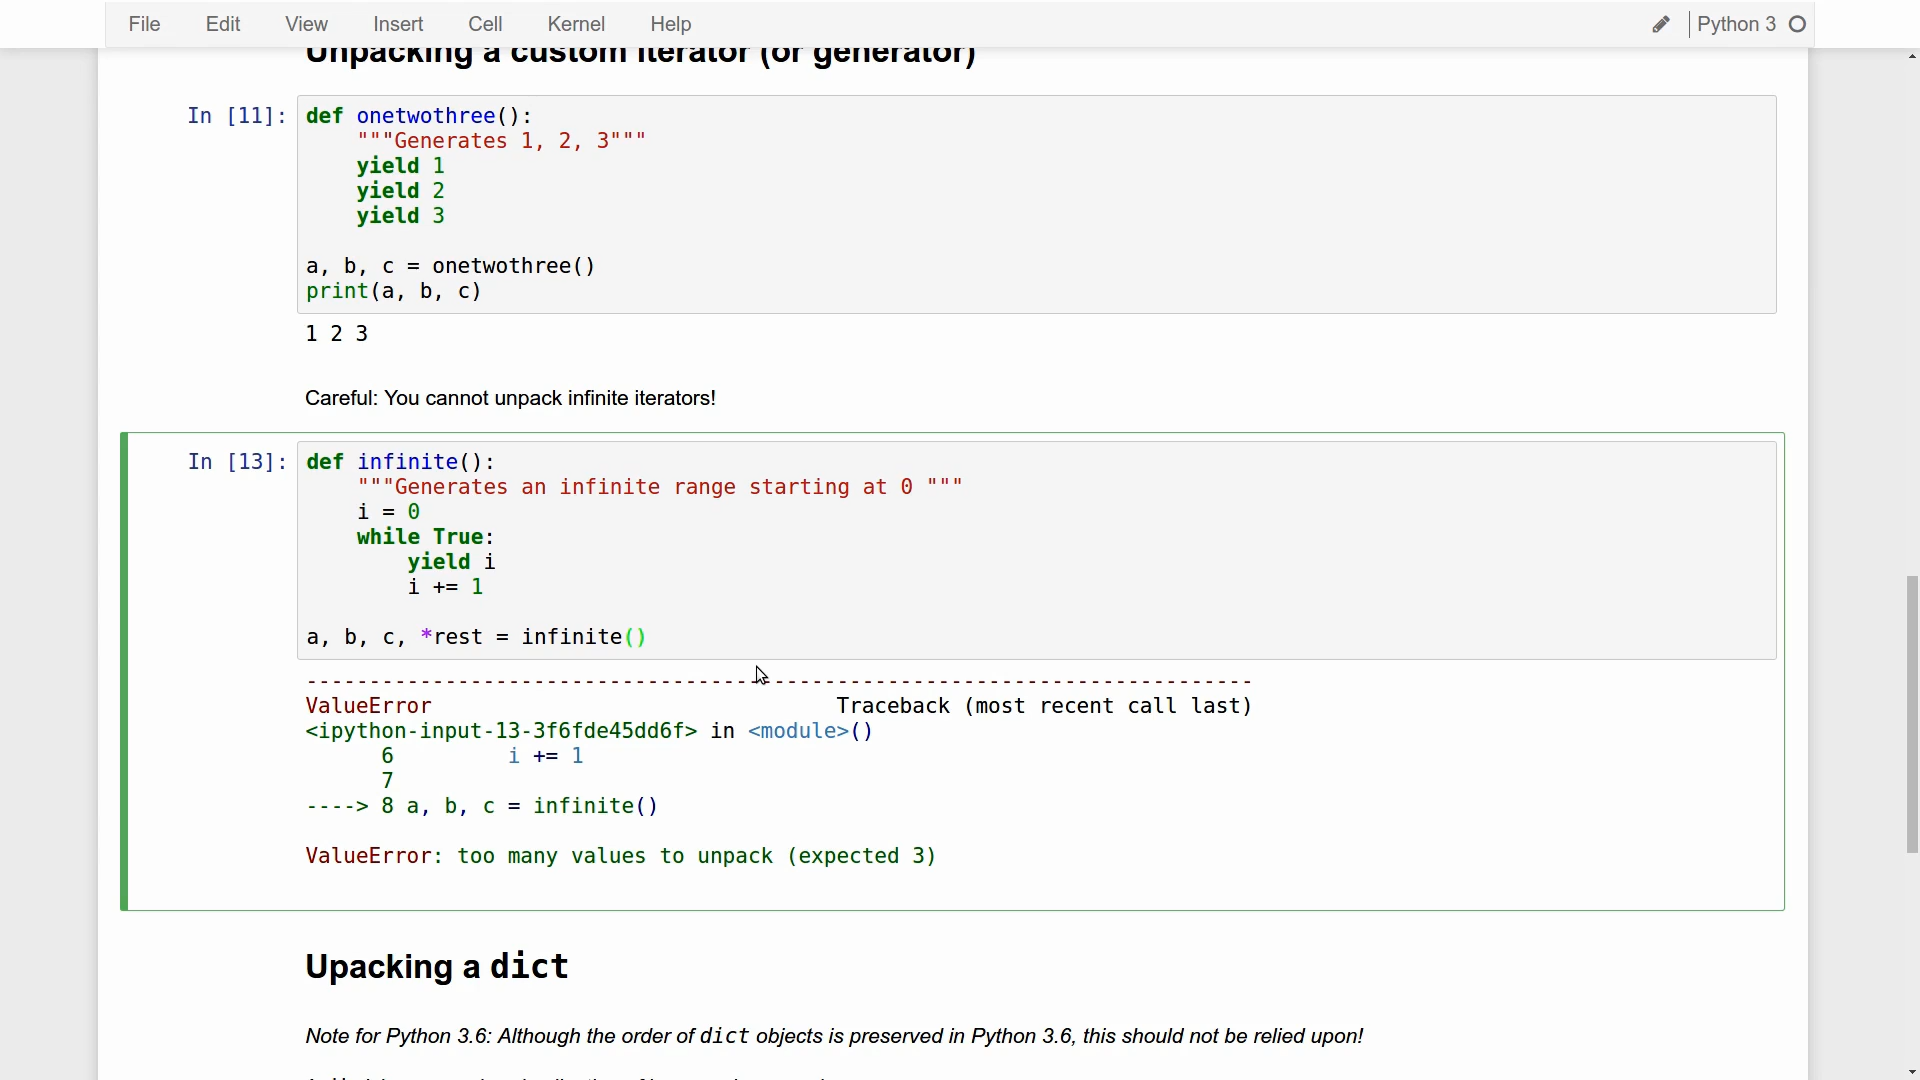 File Edit View Insert Cell Kernel Help Python 3
Unpacking a custom iterator (or generator)
In [11]: def onetwothree():
"""Generates 1, 2, 3"""
yield 1
yield 2
yield 3
a, b, c = onetwothree()
print(a, b, c)
1 2 3
Careful: You cannot unpack infinite iterators!
In [13]: def infinite():
"""Generates an infinite range starting at 0 """
i = 0
while True:
yield i
i += 1
a, b, c, *rest = infinite()
---------------------------------------------------------------------------
ValueError Traceback (most recent call last)
<ipython-input-13-3f6fde45dd6f> in <module>()
6 i += 1
7
----> 8 a, b, c = infinite()
ValueError: too many values to unpack (expected 3)
Upacking a dict
Note for Python 3.6: Although the order of dict objects is preserved in Python 3.6, this should not be relied upon!